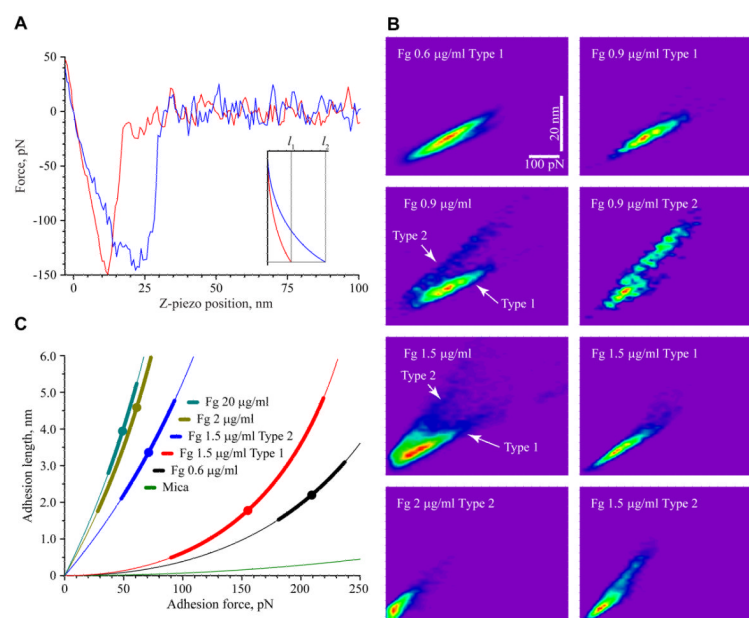 A
50
0
-50
-100
-150
Force, pN
0
25
50
75
100
Z-piezo position, nm
l1
l2
B
Fg 0.6 µg/ml Type 1
20 nm
100 pN
Fg 0.9 µg/ml Type 1
Fg 0.9 µg/ml
Type 2
Type 1
Fg 0.9 µg/ml Type 2
Fg 1.5 µg/ml
Type 2
Type 1
Fg 1.5 µg/ml Type 1
Fg 2 µg/ml Type 2
Fg 1.5 µg/ml Type 2
C
6.0
5.0
4.0
3.0
2.0
1.0
0
Adhesion length, nm
Fg 20 µg/ml
Fg 2 µg/ml
Fg 1.5 µg/ml Type 2
Fg 1.5 µg/ml Type 1
Fg 0.6 µg/ml
Mica
0
50
100
150
200
250
Adhesion force, pN